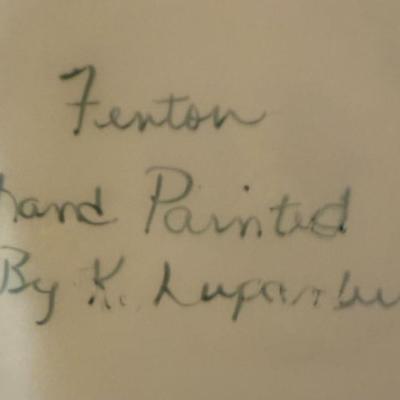 Fenton
hand Painted
By K.